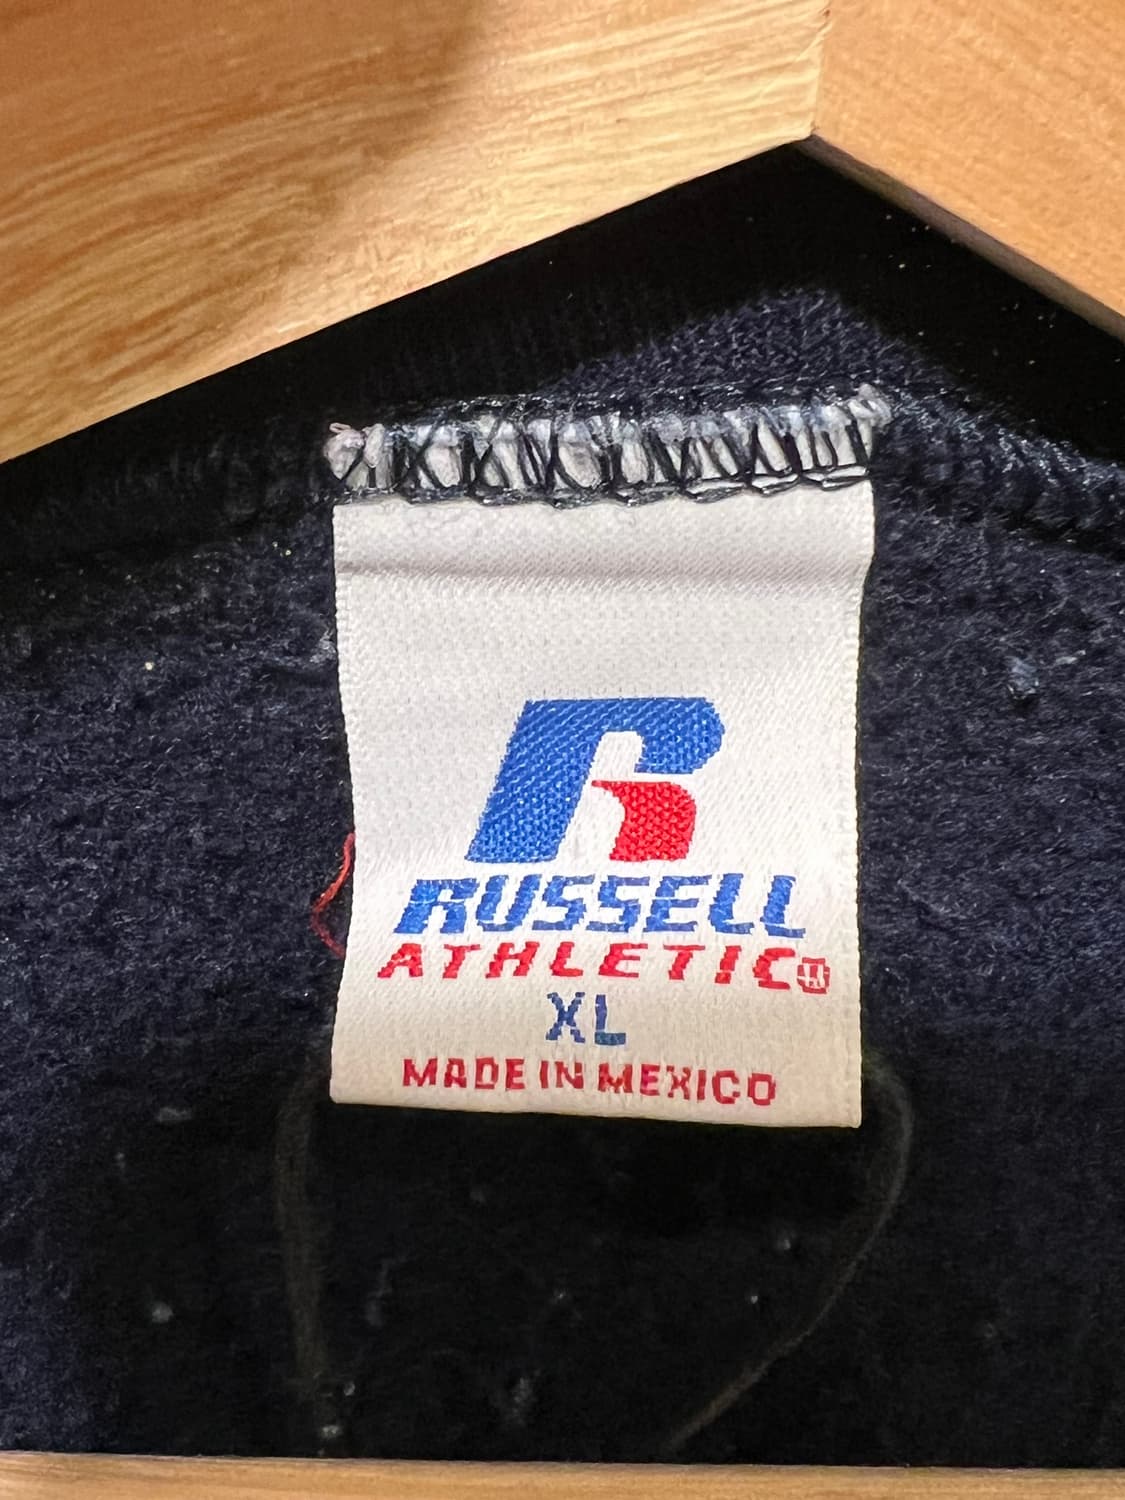 R
RUSSELL
ATHLETIC®
XL
MADE IN MEXICO